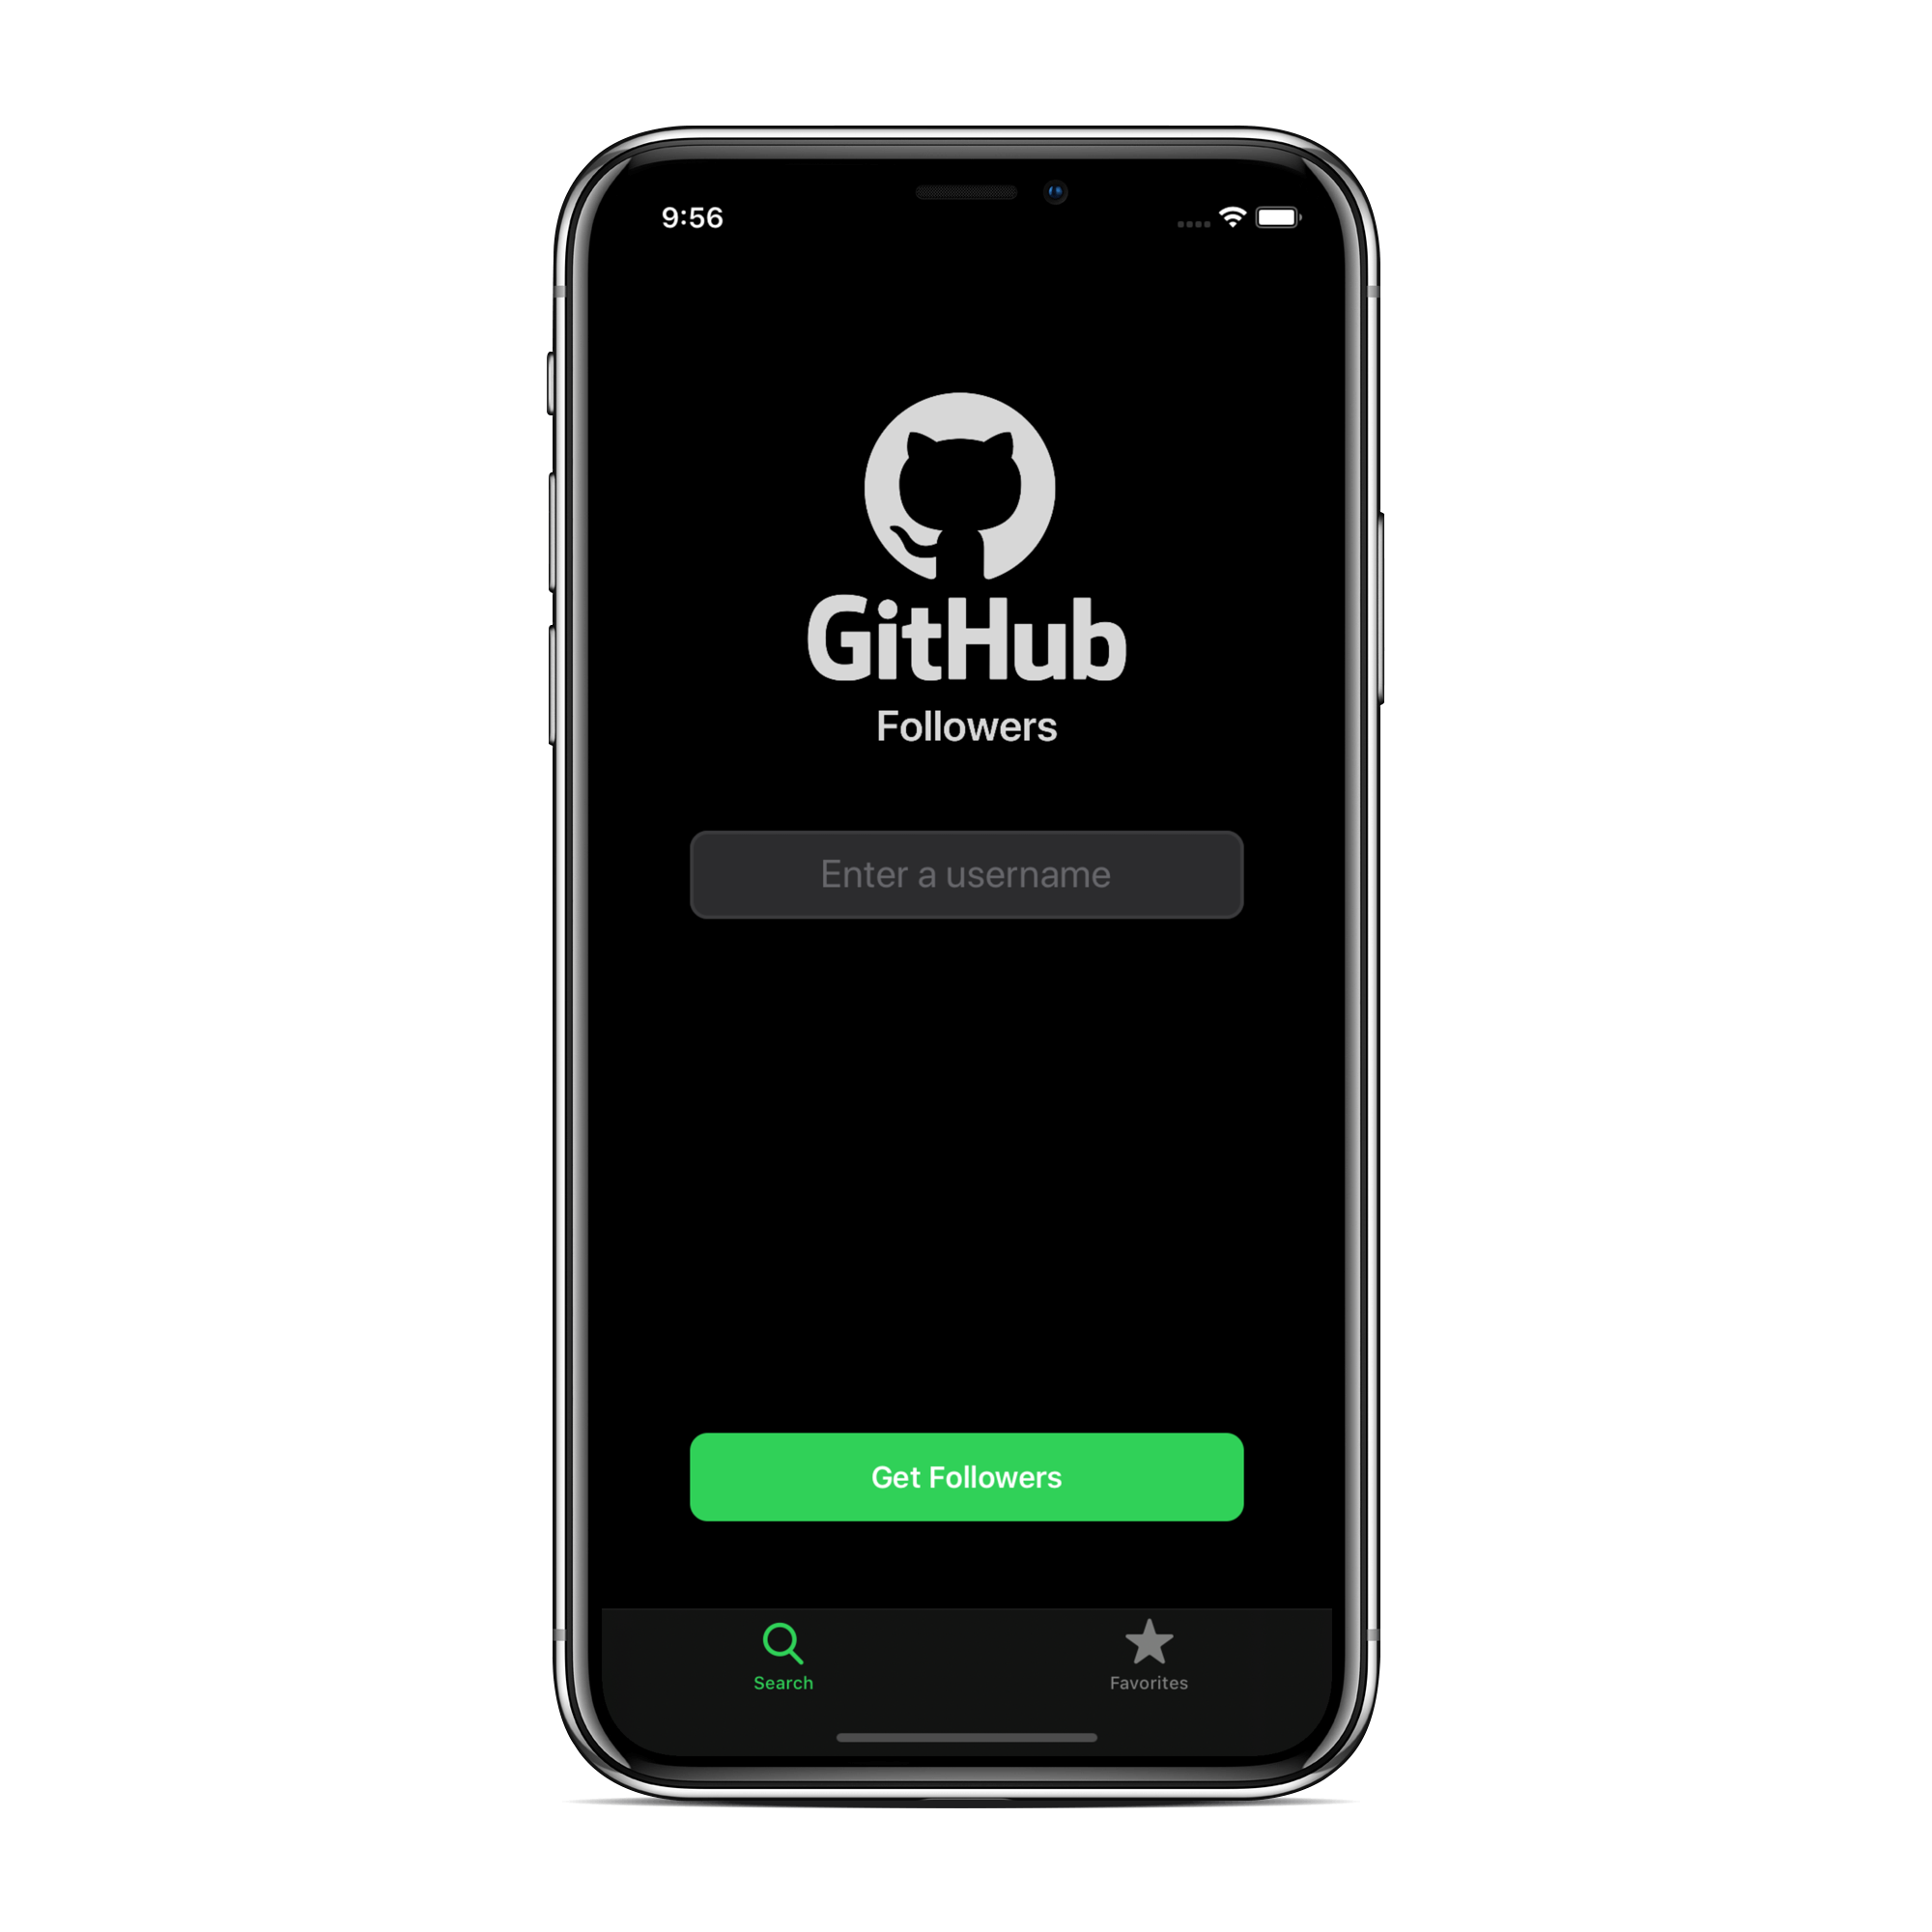 9:56
GitHub
Followers
Enter a username
Get Followers
Search
Favorites